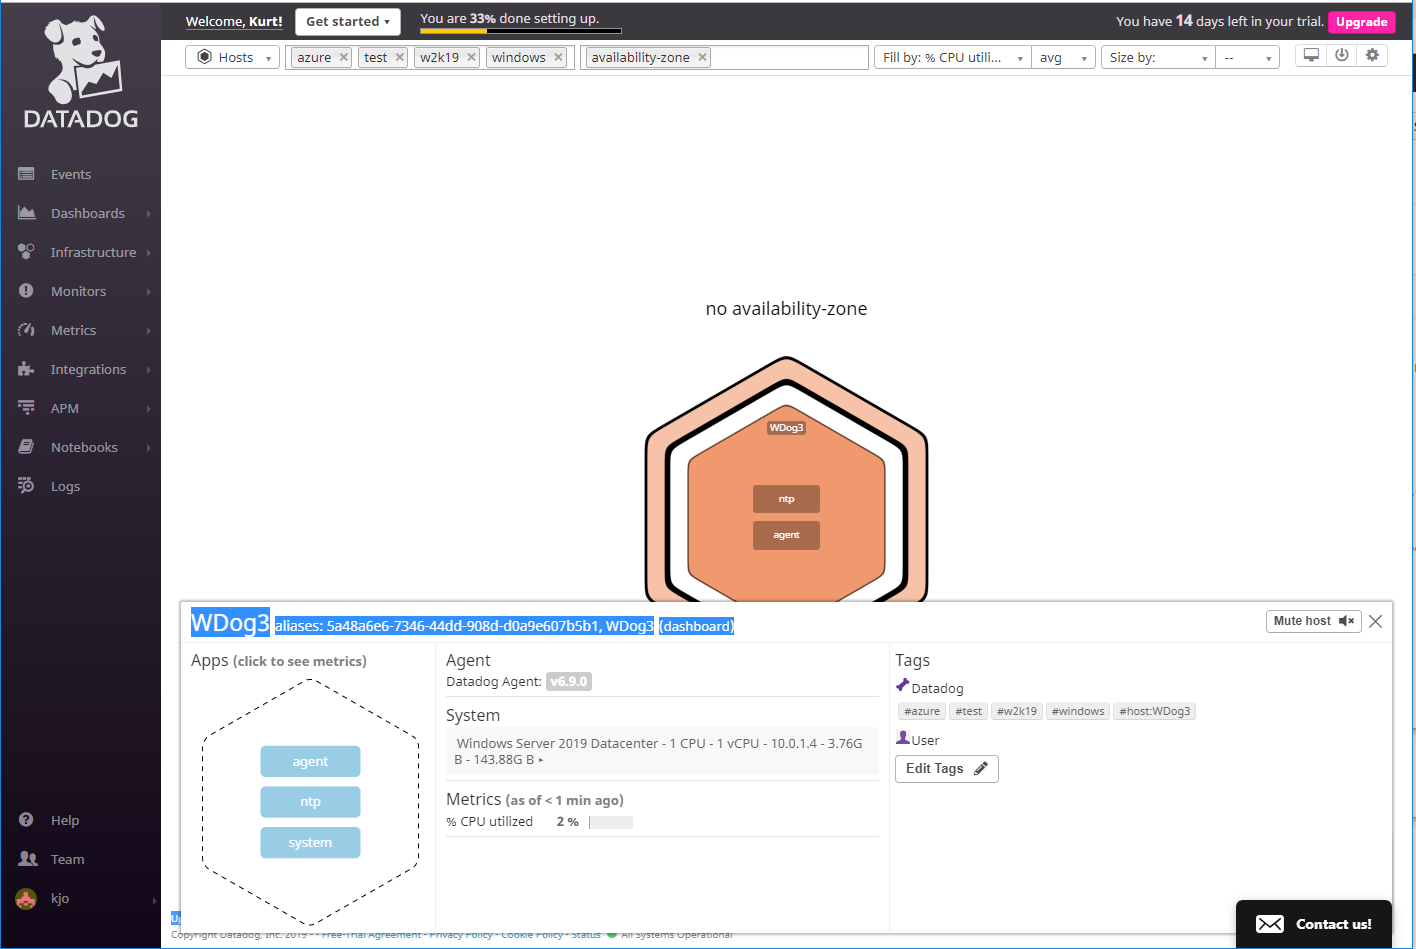 Welcome, Kurt!
Get started
You are 33% done setting up.
You have 14 days left in your trial.
Upgrade
DATADOG
Hosts
azure
test
w2k19
windows
availability-zone
Fill by: % CPU utili...
avg
Size by:
--
Events
Dashboards
Infrastructure
Monitors
Metrics
Integrations
APM
Notebooks
Logs
Help
Team
kjo
no availability-zone
WDog3
ntp
agent
WDog3 aliases: 5a48a6e6-7346-44dd-908d-d0a9e607b5b1, WDog3 (dashboard)
Mute host
Apps (click to see metrics)
agent
ntp
system
Agent
Datadog Agent: v6.9.0
System
Windows Server 2019 Datacenter - 1 CPU - 1 vCPU - 10.0.1.4 - 3.76G
B - 143.88G B
Metrics (as of < 1 min ago)
% CPU utilized 2 %
Tags
Datadog
#azure
#test
#w2k19
#windows
#host:WDog3
User
Edit Tags
Copyright Datadog, Inc. 2019 - - Free-Trial Agreement - Privacy Policy - Cookie Policy - Status All Systems Operational
Contact us!